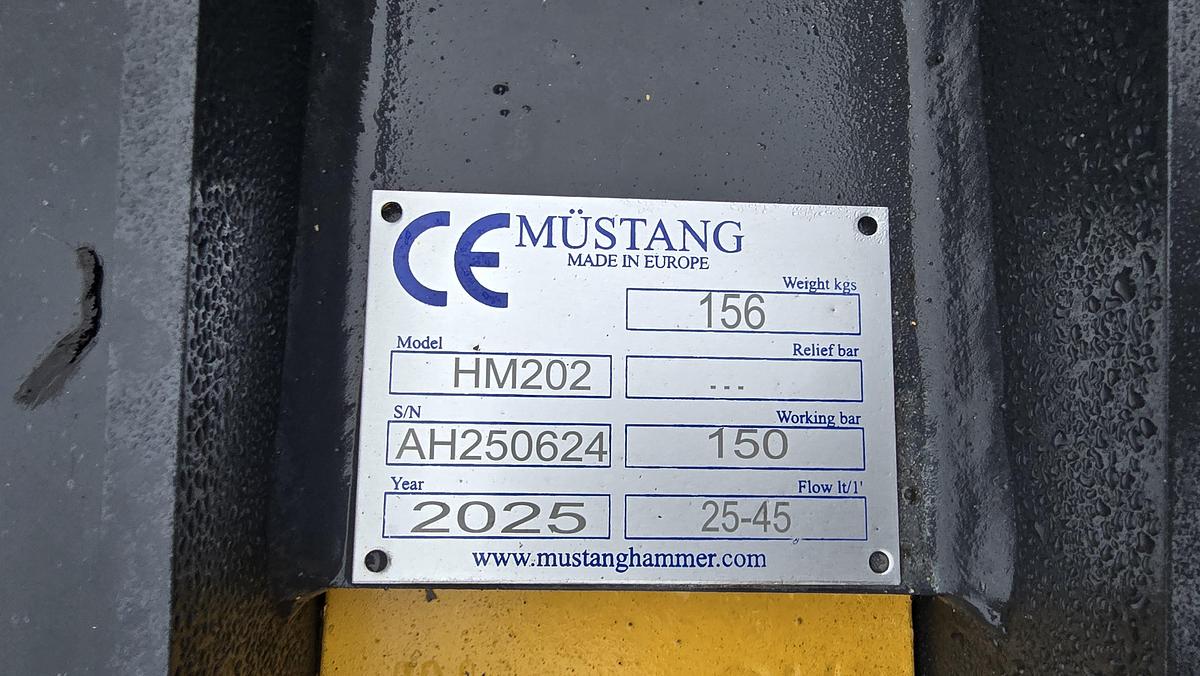 CE MÜSTANG
MADE IN EUROPE
Weight kgs
156
Model
HM202
Relief bar
...
S/N
AH250624
Working bar
150
Year
2025
Flow lt/1'
25-45
www.mustanghammer.com